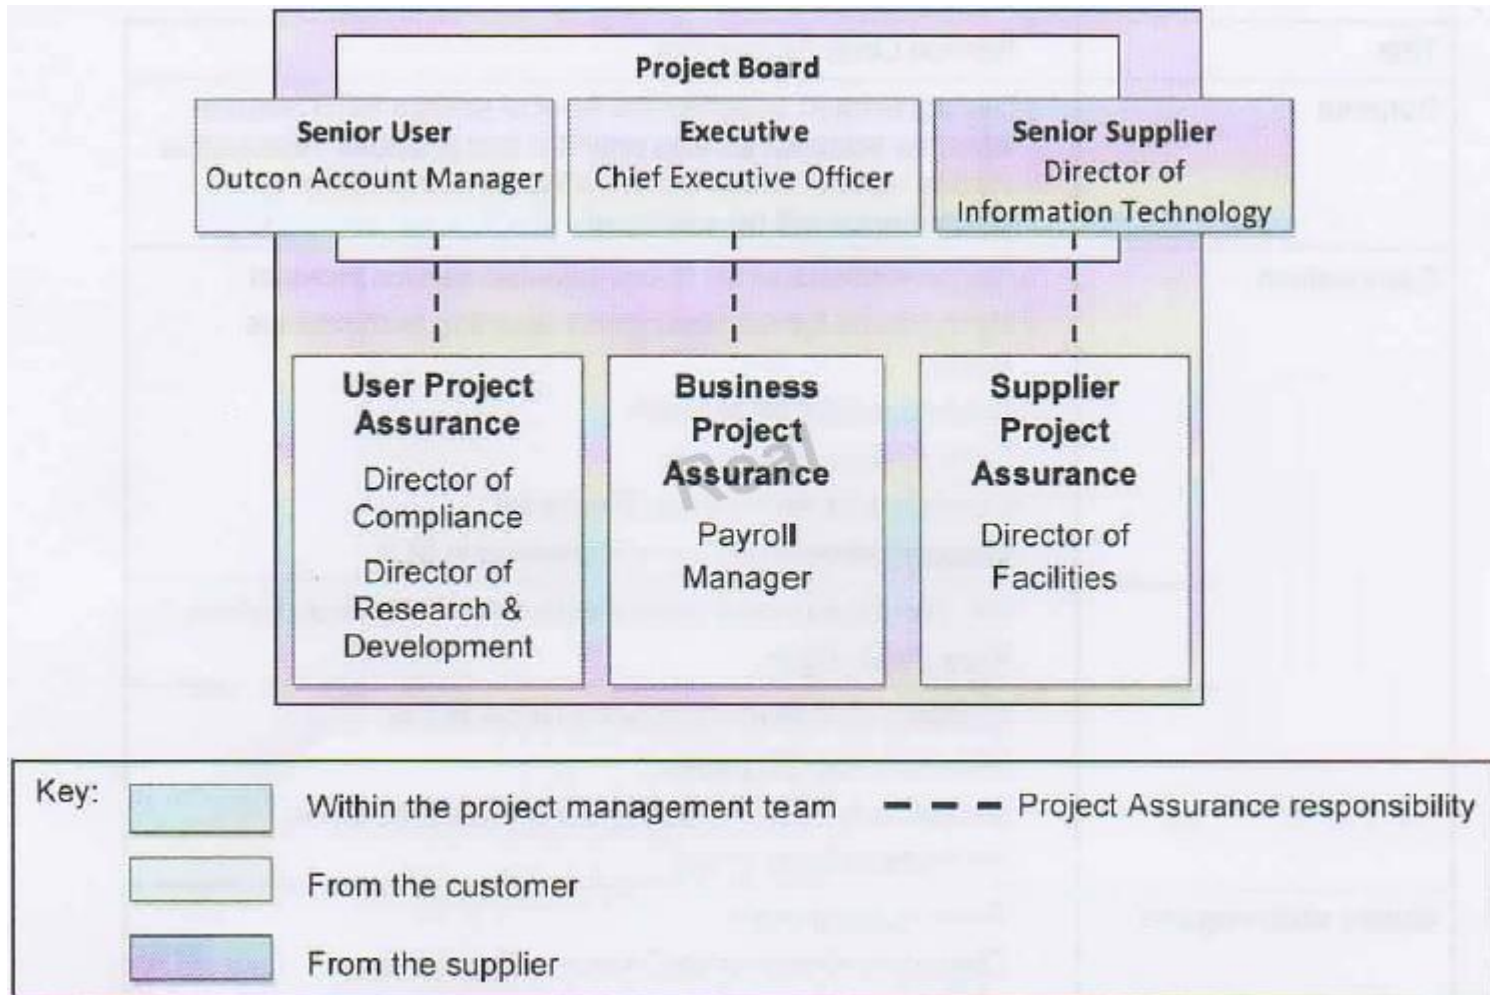 Project Board
Senior User
Outcon Account Manager
Executive
Chief Executive Officer
Senior Supplier
Director of
Information Technology
User Project
Assurance
Director of
Compliance
Director of
Research &
Development
Business
Project
Assurance
Payroll
Manager
Supplier
Project
Assurance
Director of
Facilities
Real
Key:
Within the project management team
Project Assurance responsibility
From the customer
From the supplier